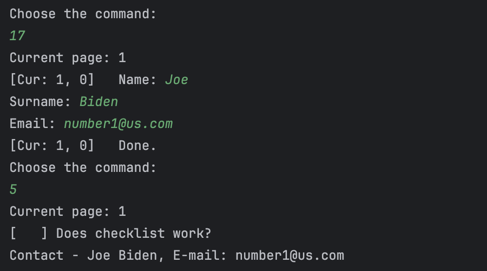 Choose the command:
17
Current page: 1
[Cur: 1, 0]   Name: Joe
Surname: Biden
Email: number1@us.com
[Cur: 1, 0]   Done.
Choose the command:
5
Current page: 1
[   ] Does checklist work?
Contact - Joe Biden, E-mail: number1@us.com